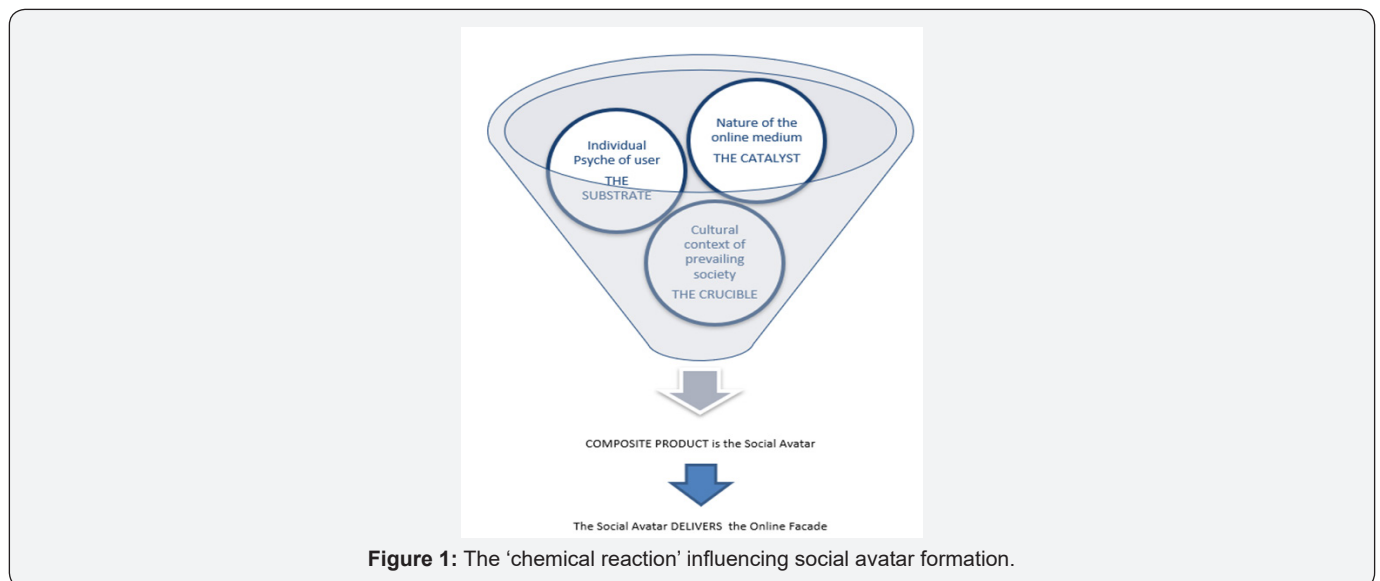 Nature of the
online medium
THE CATALYST
Individual
Psyche of user
THE
SUBSTRATE
Cultural
context of
prevailing
society
THE CRUCIBLE
COMPOSITE PRODUCT is the Social Avatar
The Social Avatar DELIVERS the Online Facade
Figure 1: The ‘chemical reaction’ influencing social avatar formation.